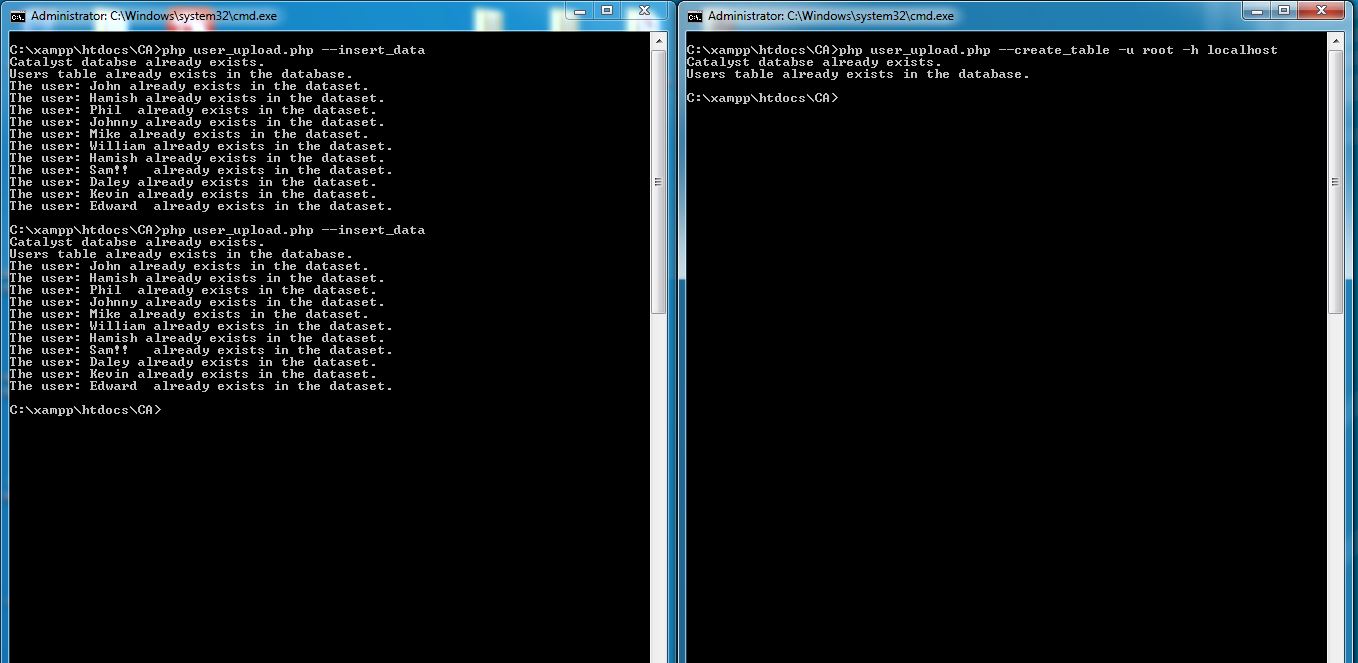 Administrator: C:\Windows\system32\cmd.exe
C:\xampp\htdocs\CA>php user_upload.php --insert_data
Catalyst databse already exists.
Users table already exists in the database.
The user: John already exists in the dataset.
The user: Hamish already exists in the dataset.
The user: Phil  already exists in the dataset.
The user: Johnny already exists in the dataset.
The user: Mike already exists in the dataset.
The user: William already exists in the dataset.
The user: Hamish already exists in the dataset.
The user: Sam!!   already exists in the dataset.
The user: Daley already exists in the dataset.
The user: Kevin already exists in the dataset.
The user: Edward  already exists in the dataset.
C:\xampp\htdocs\CA>php user_upload.php --insert_data
Catalyst databse already exists.
Users table already exists in the database.
The user: John already exists in the dataset.
The user: Hamish already exists in the dataset.
The user: Phil  already exists in the dataset.
The user: Johnny already exists in the dataset.
The user: Mike already exists in the dataset.
The user: William already exists in the dataset.
The user: Hamish already exists in the dataset.
The user: Sam!!   already exists in the dataset.
The user: Daley already exists in the dataset.
The user: Kevin already exists in the dataset.
The user: Edward  already exists in the dataset.
C:\xampp\htdocs\CA>
Administrator: C:\Windows\system32\cmd.exe
C:\xampp\htdocs\CA>php user_upload.php --create_table -u root -h localhost
Catalyst databse already exists.
Users table already exists in the database.
C:\xampp\htdocs\CA>